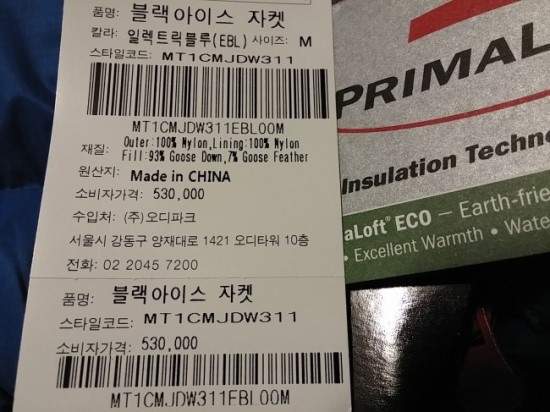 품명: 블랙아이스 자켓
칼라: 일렉트릭블루(EBL) 사이즈: M
스타일코드: MT1CMJDW311
MT1CMJDW311EBL00M
재질: Outer:100% Nylon,Lining:100% Nylon
Fill:93% Goose Down,7% Goose Feather
원산지: Made in CHINA
소비자가격: 530,000
수입처: (주)오디파크
서울시 강동구 양재대로 1421 오디타워 10층
전화: 02 2045 7200
품명: 블랙아이스 자켓
스타일코드: MT1CMJDW311
소비자가격: 530,000
MT1CMJDW311EBL00M
PRIMAL
Insulation Techno
aLoft® ECO – Earth-frie
• Excellent Warmth • Wate